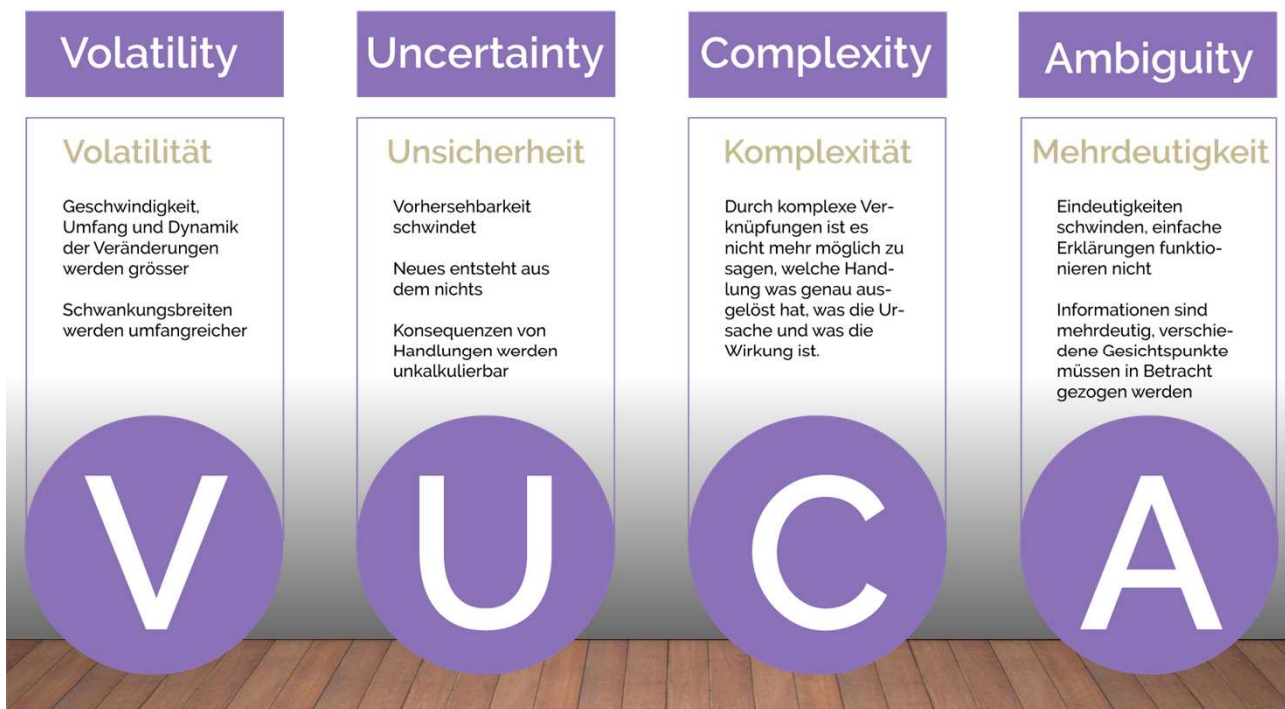 Volatility
Volatilität
Geschwindigkeit,
Umfang und Dynamik
der Veränderungen
werden grösser
Schwankungsbreiten
werden umfangreicher
V
Uncertainty
Unsicherheit
Vorhersehbarkeit
schwindet
Neues entsteht aus
dem nichts
Konsequenzen von
Handlungen werden
unkalkulierbar
U
Complexity
Komplexität
Durch komplexe Ver-
knüpfungen ist es
nicht mehr möglich zu
sagen, welche Hand-
lung was genau aus-
gelöst hat, was die Ur-
sache und was die
Wirkung ist.
C
Ambiguity
Mehrdeutigkeit
Eindeutigkeiten
schwinden, einfache
Erklärungen funktio-
nieren nicht
Informationen sind
mehrdeutig, verschie-
dene Gesichtspunkte
müssen in Betracht
gezogen werden
A